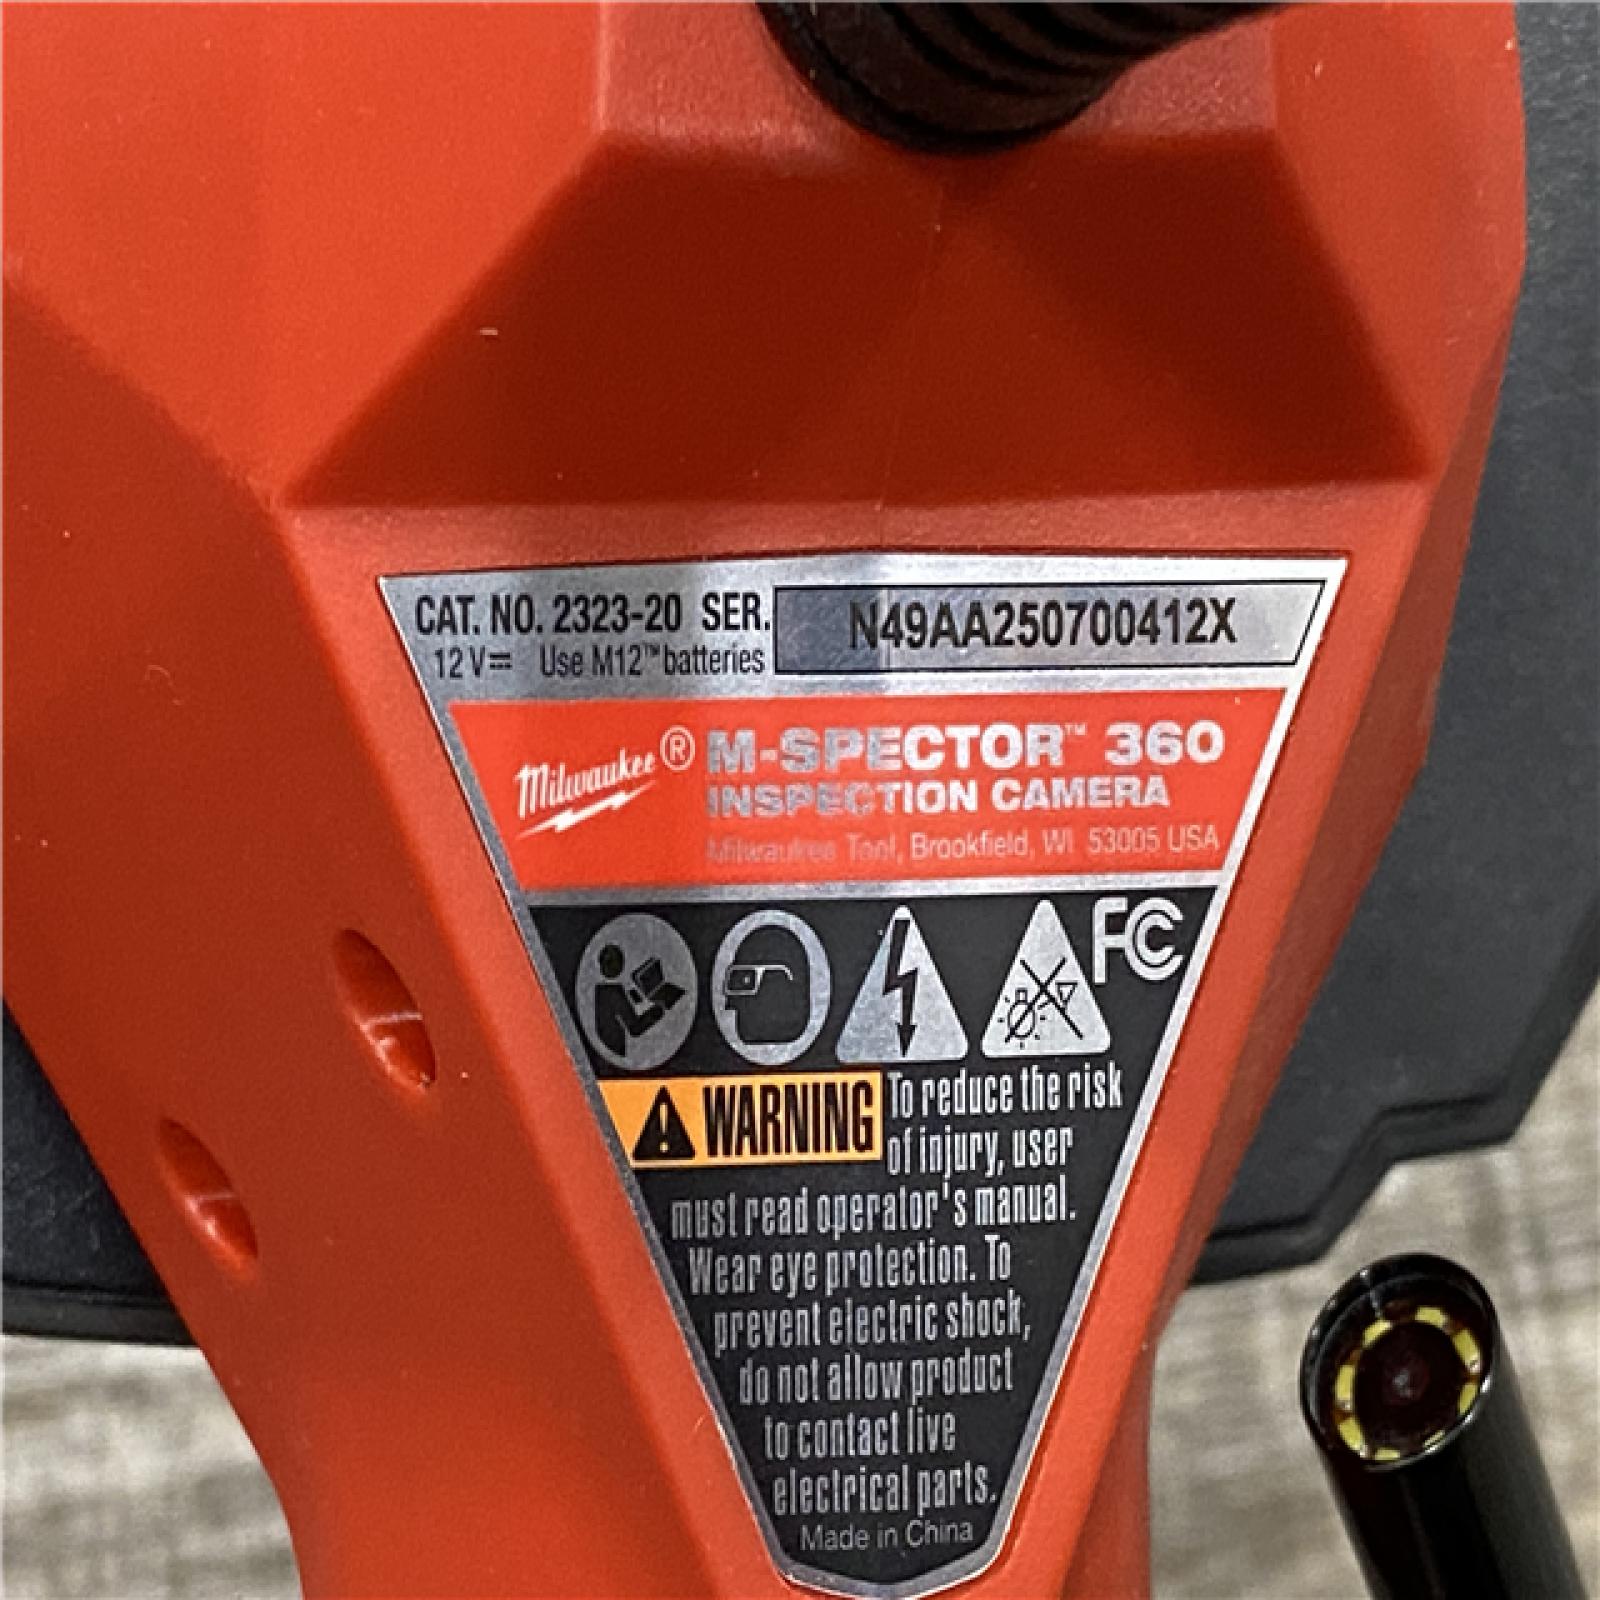 CAT. NO. 2323-20 SER. N49AA250700412X
12 V⎓ Use M12™ batteries
Milwaukee® M-SPECTOR™ 360
INSPECTION CAMERA
Milwaukee Tool, Brookfield, WI 53005 USA
FC
WARNING To reduce the risk
of injury, user
must read operator's manual.
Wear eye protection. To
prevent electric shock,
do not allow product
to contact live
electrical parts.
Made in China